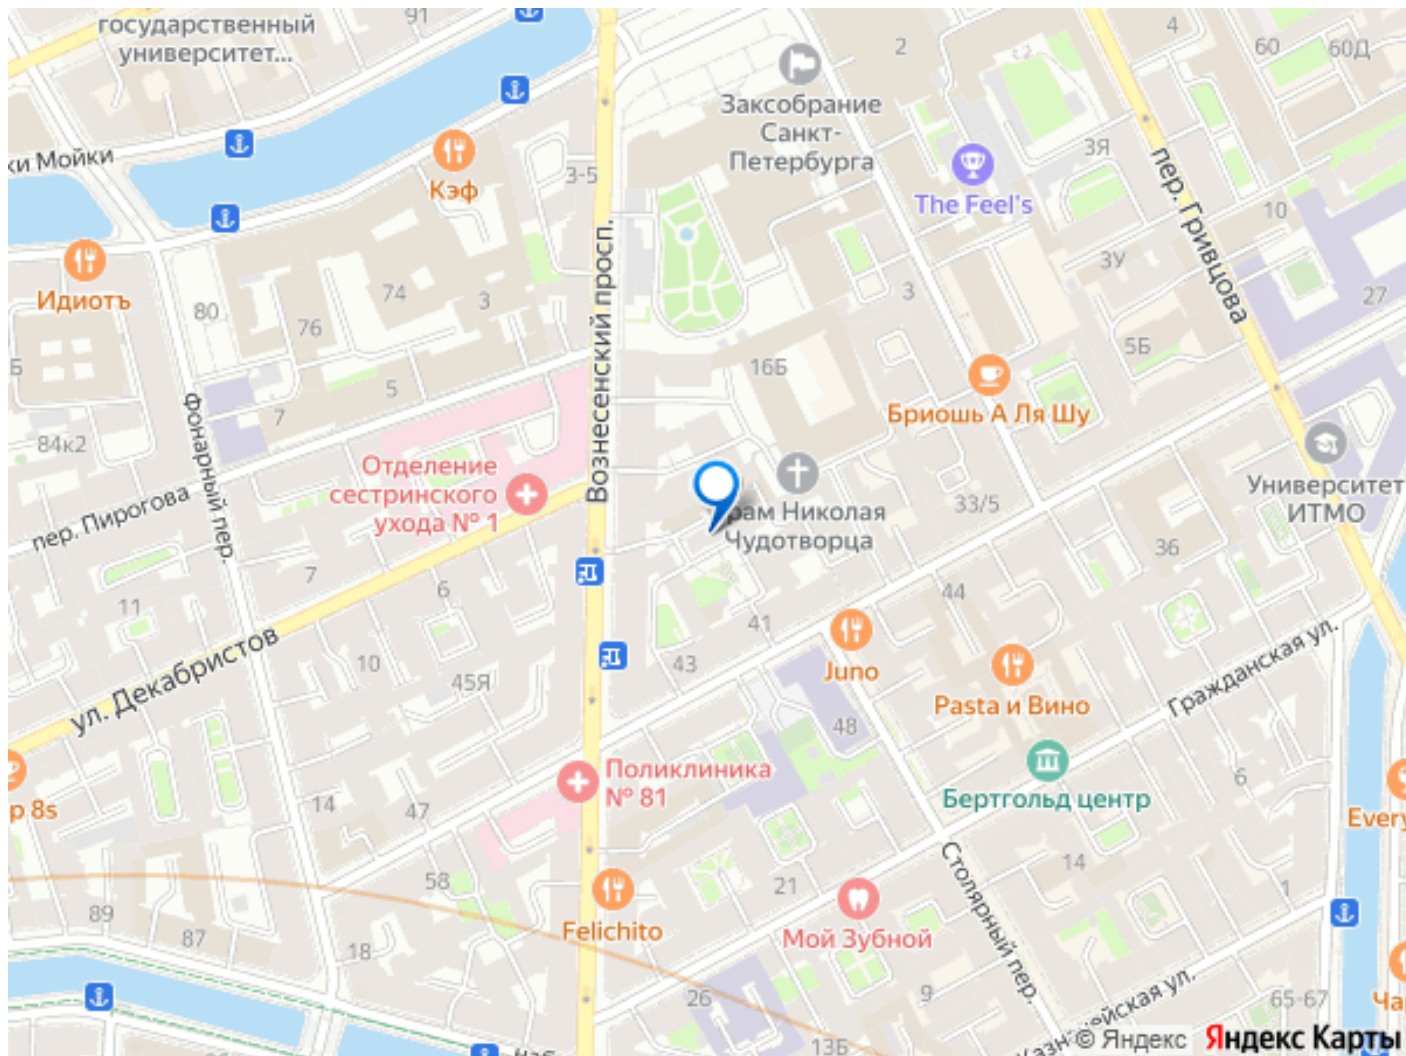 государственный
университет...
91
2
4
60
60Д
Заксобрание
Санкт-
Петербурга
ки Мойки
Кэф
3-5
3Я
The Feel's
пер. Гривцова
10
Идиотъ
80
74
3
76
Вознесенский просп.
3
3У
27
5Б
Б
5
7
16Б
Бриошь А Ля Шу
84к2
Фонарный пер.
Отделение
сестринского
ухода № 1
пер. Пирогова
рам Николая
Чудотворца
33/5
Университет
ИТМО
36
7
6
11
44
41
43
Juno
ул. Декабристов
10
45Я
Pasta и Вино
Гражданская ул.
48
Поликлиника
№ 81
Бертгольд центр
6
р 8s
14
47
Every
Столярный пер.
14
58
21
1
89
87
Felichito
Мой Зубной
18
26
9
65-67
Ча
13Б
наб
Казначейская ул.
© Яндекс Яндекс Карты